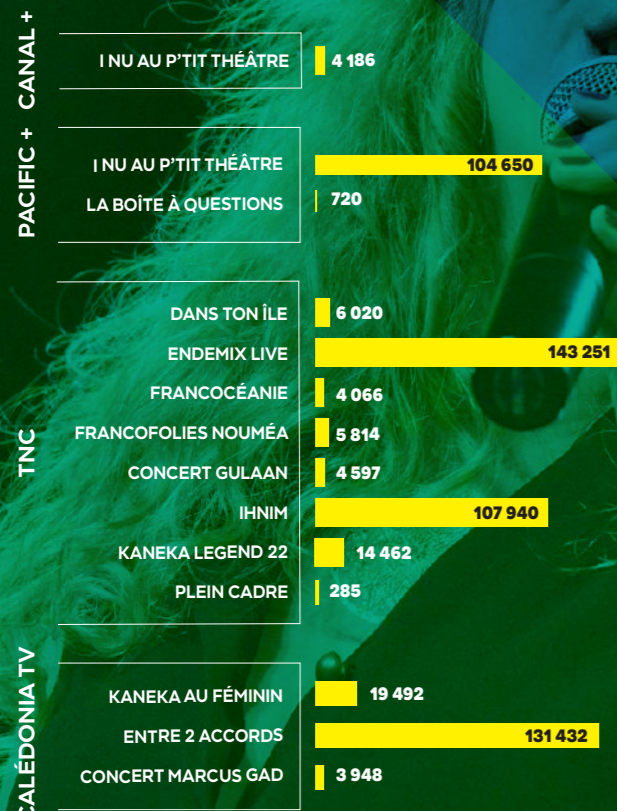 CANAL +
I NU AU P'TIT THÉÂTRE 4 186
PACIFIC +
I NU AU P'TIT THÉÂTRE 104 650
LA BOÎTE À QUESTIONS 720
TNC
DANS TON ÎLE 6 020
ENDEMIX LIVE 143 251
FRANCOCÉANIE 4 066
FRANCOFOLIES NOUMÉA 5 814
CONCERT GULAAN 4 597
IHNIM 107 940
KANEKA LEGEND 22 14 462
PLEIN CADRE 285
CALÉDONIA TV
KANEKA AU FÉMININ 19 492
ENTRE 2 ACCORDS 131 432
CONCERT MARCUS GAD 3 948